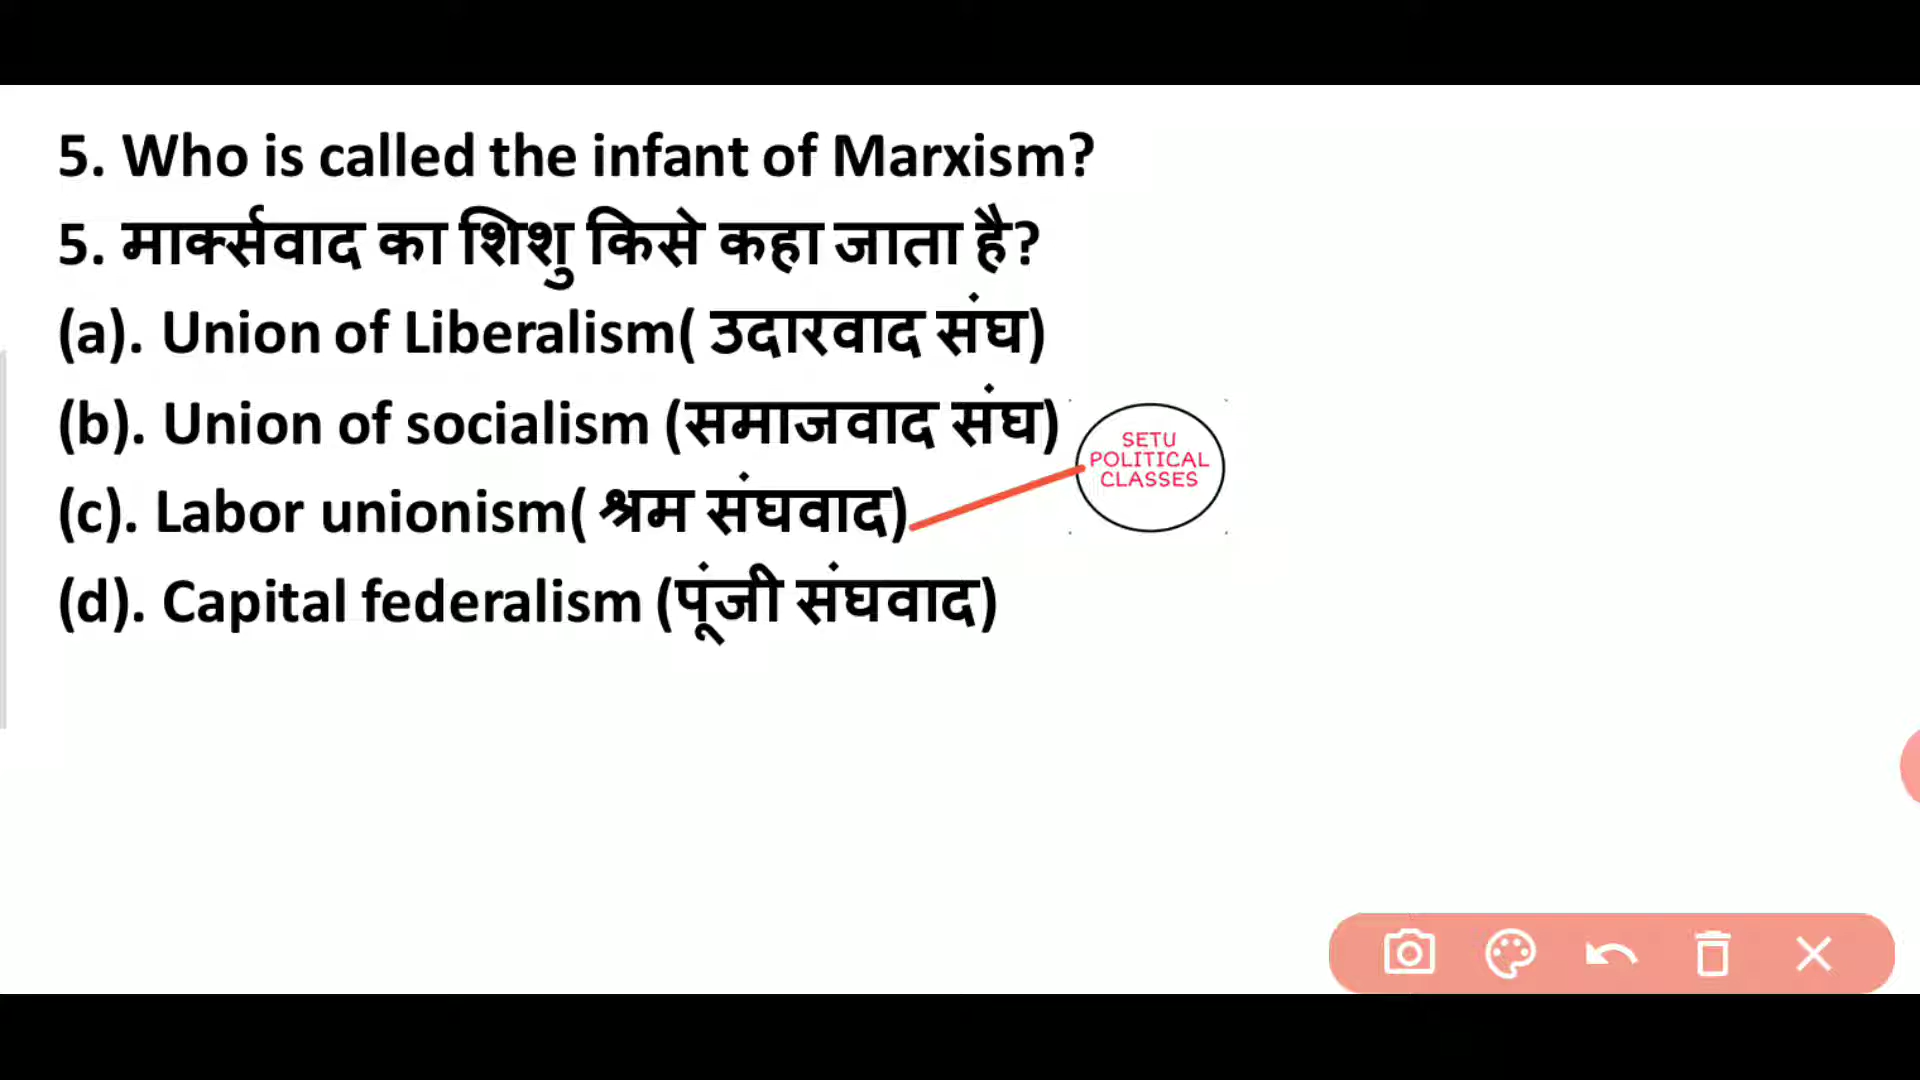 5. Who is called the infant of Marxism?
5. मार्क्सवाद का शिशु किसे कहा जाता है?
(a). Union of Liberalism( उदारवाद संघ)
(b). Union of socialism (समाजवाद संघ)
(c). Labor unionism( श्रम संघवाद)
(d). Capital federalism (पूंजी संघवाद)
SETU
POLITICAL
CLASSES